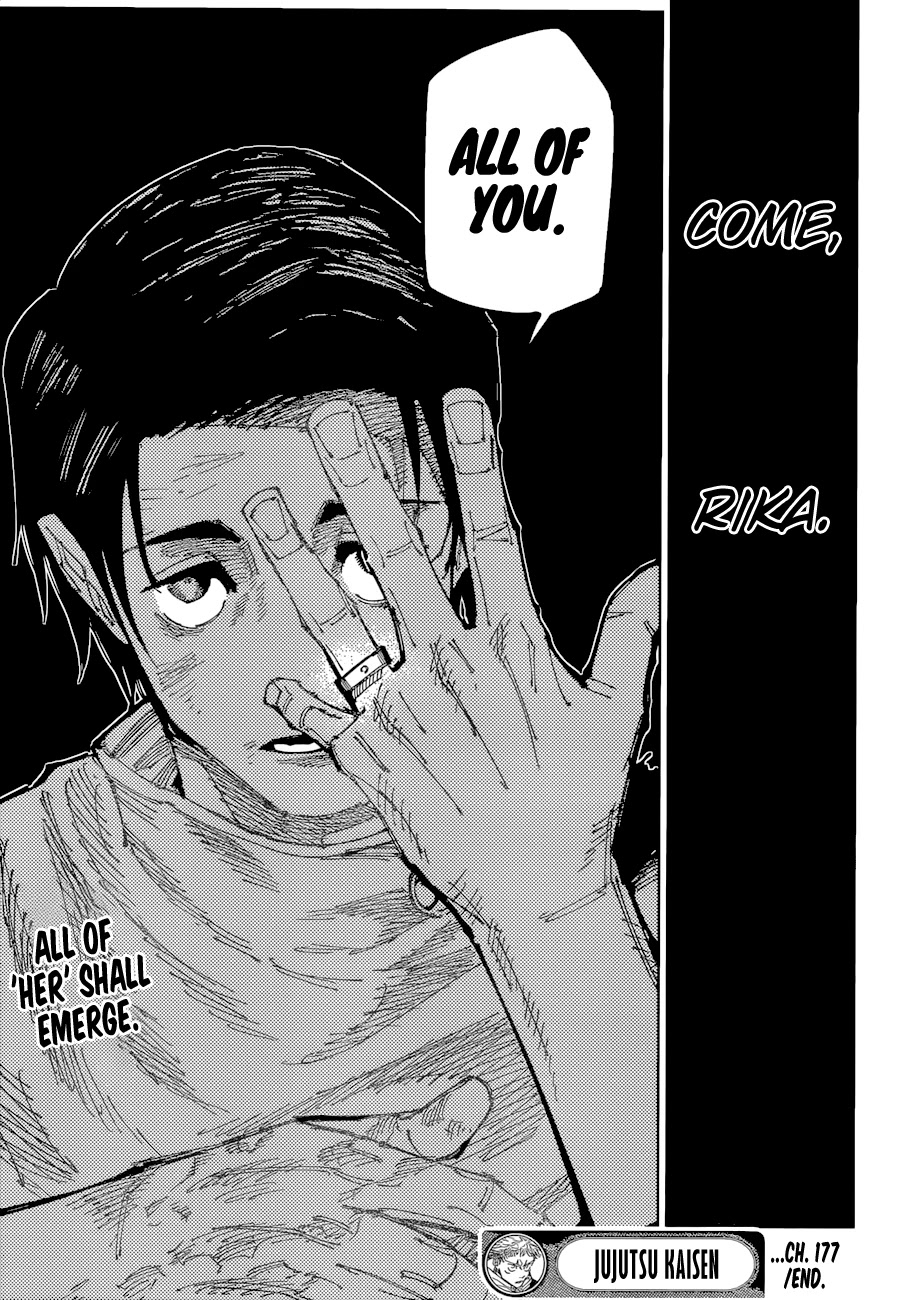 COME,
RIKA.
ALL OF
YOU.
ALL OF
'HER' SHALL
EMERGE.
JUJUTSU KAISEN
...CH. 177
/END.